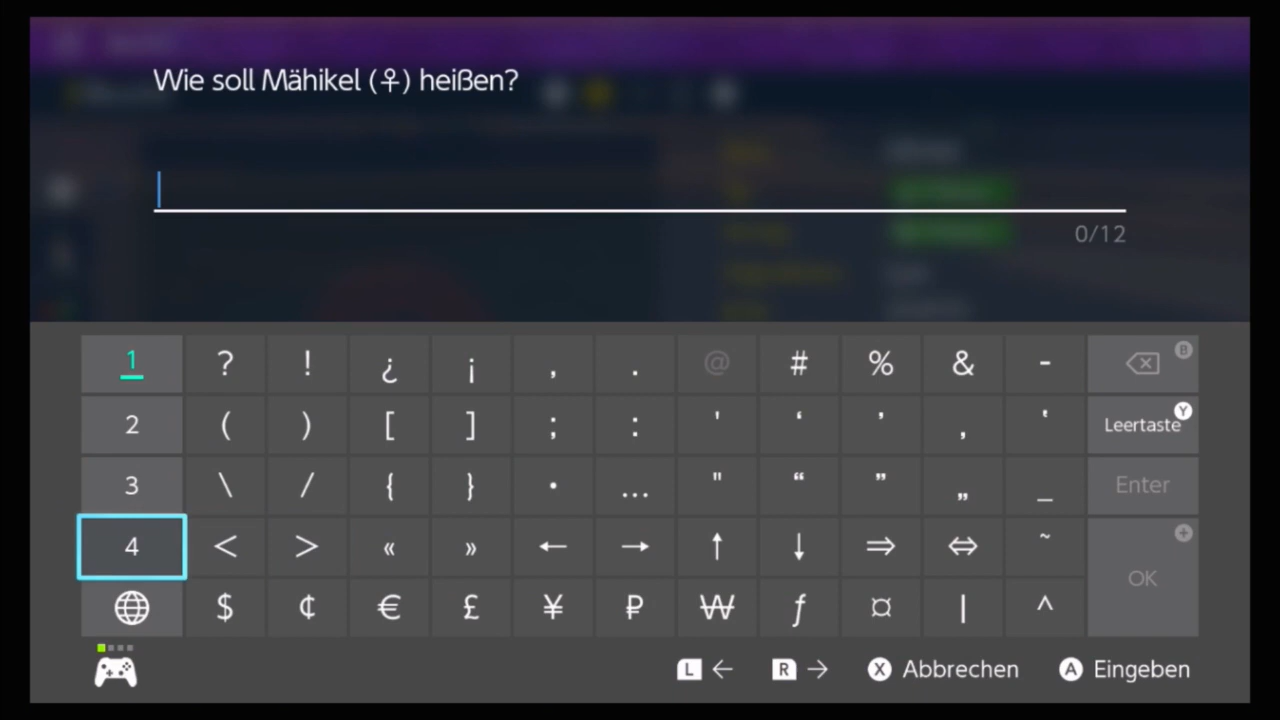 Wie soll Mähikel (♀) heißen?
0/12
1 ? ! ¿ ¡ , . @ # % & - B
2 ( ) [ ] ; : ' ‘ ’ ‚ ‛ Leertaste Y
3 \ / { } • … " “ ” „ _ Enter
4 < > « » ← → ↑ ↓ ⇒ ⇔ ~ +
OK
$ ¢ € £ ¥ ₽ ₩ ƒ ¤ | ^
L ← R → X Abbrechen A Eingeben